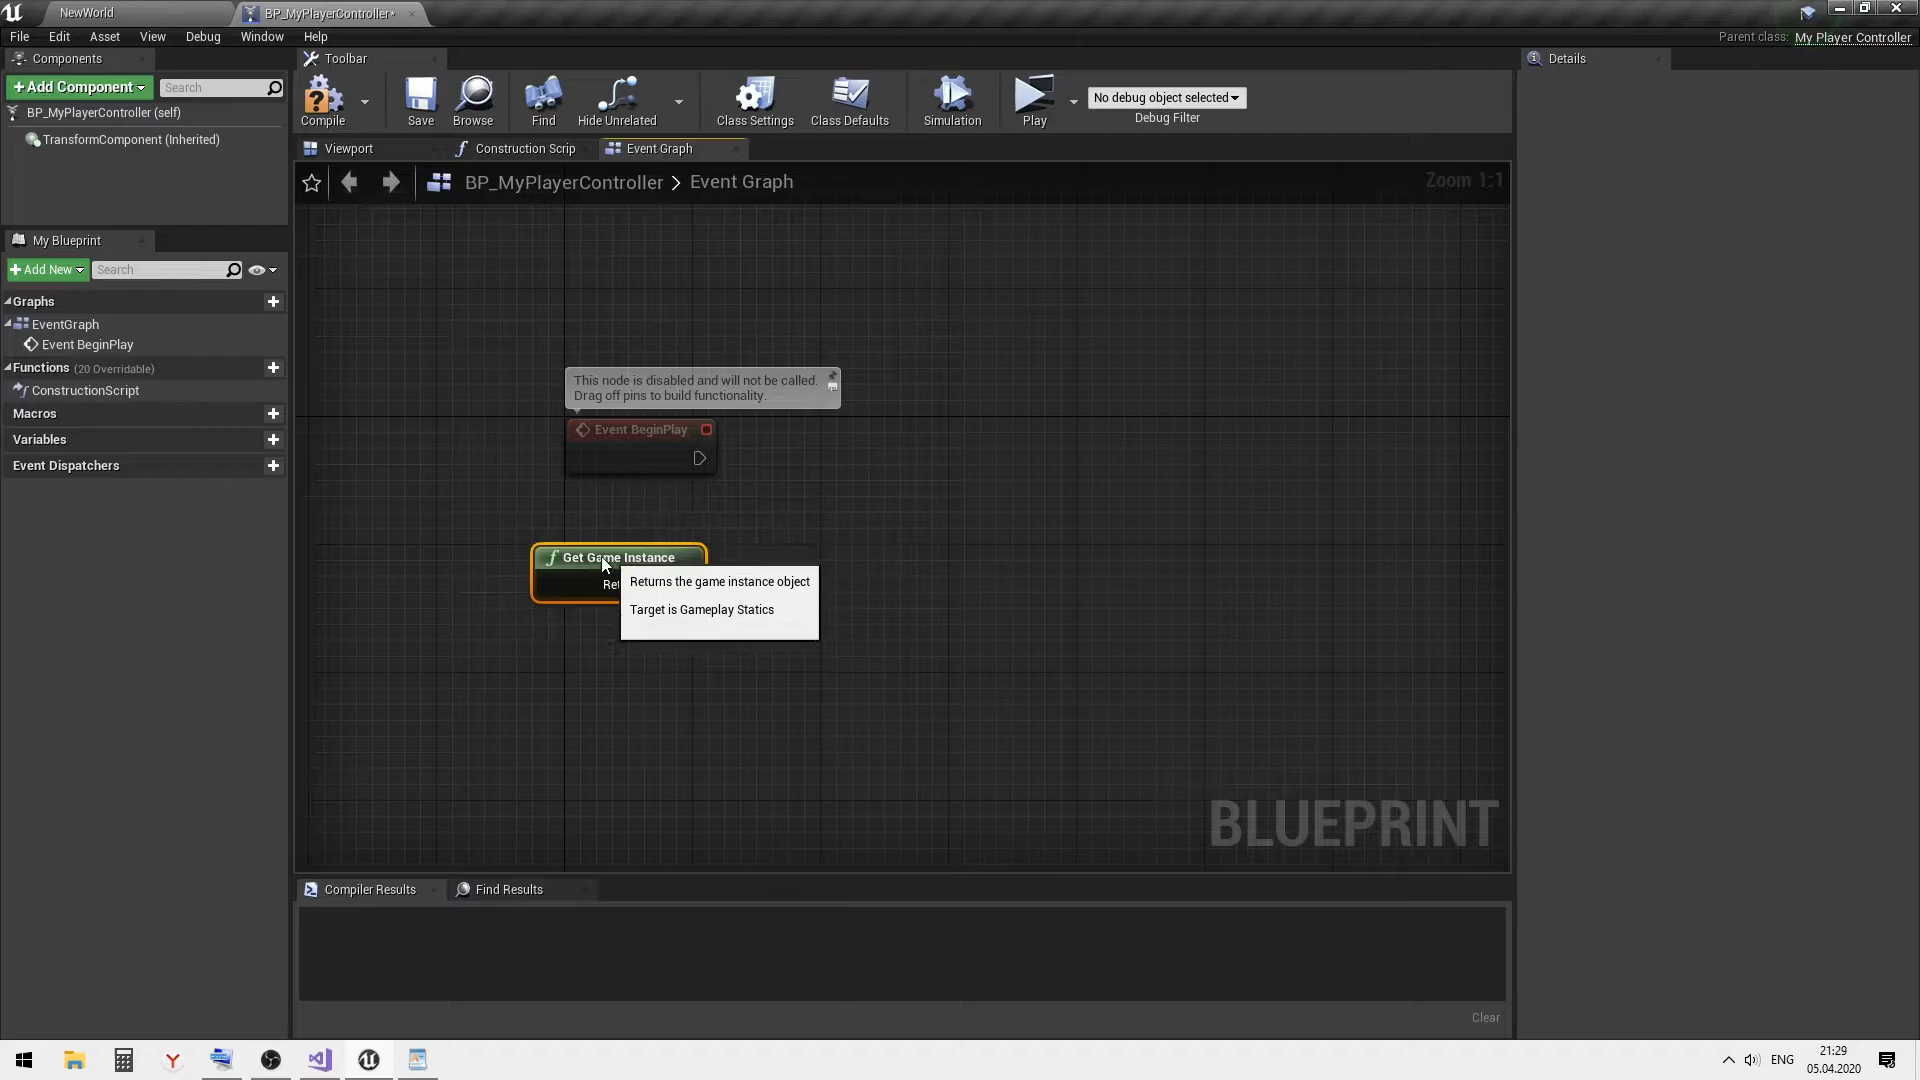 NewWorld
BP_MyPlayerController*
File Edit Asset View Debug Window Help
Parent class: My Player Controller
Components
Toolbar
Details
+ Add Component
Search
BP_MyPlayerController (self)
TransformComponent (Inherited)
Compile
Save
Browse
Find
Hide Unrelated
Class Settings
Class Defaults
Simulation
Play
No debug object selected
Debug Filter
Viewport
Construction Scrip
Event Graph
BP_MyPlayerController > Event Graph
Zoom 1:1
My Blueprint
+ Add New
Search
Graphs
EventGraph
Event BeginPlay
Functions (20 Overridable)
ConstructionScript
Macros
Variables
Event Dispatchers
This node is disabled and will not be called.
Drag off pins to build functionality.
Event BeginPlay
f Get Game Instance
Ret
Returns the game instance object
Target is Gameplay Statics
BLUEPRINT
Compiler Results
Find Results
Clear
ENG
21:29
05.04.2020